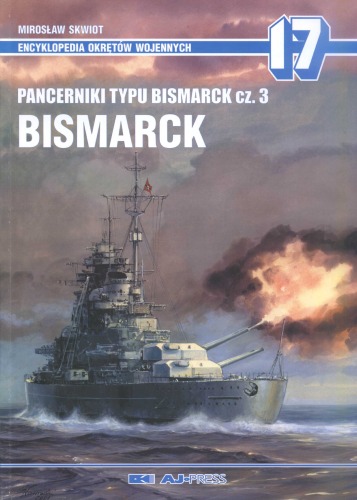 MIROSŁAW SKWIOT
ENCYKLOPEDIA OKRĘTÓW WOJENNYCH
17
PANCERNIKI TYPU BISMARCK cz. 3
BISMARCK
AJ-PRESS